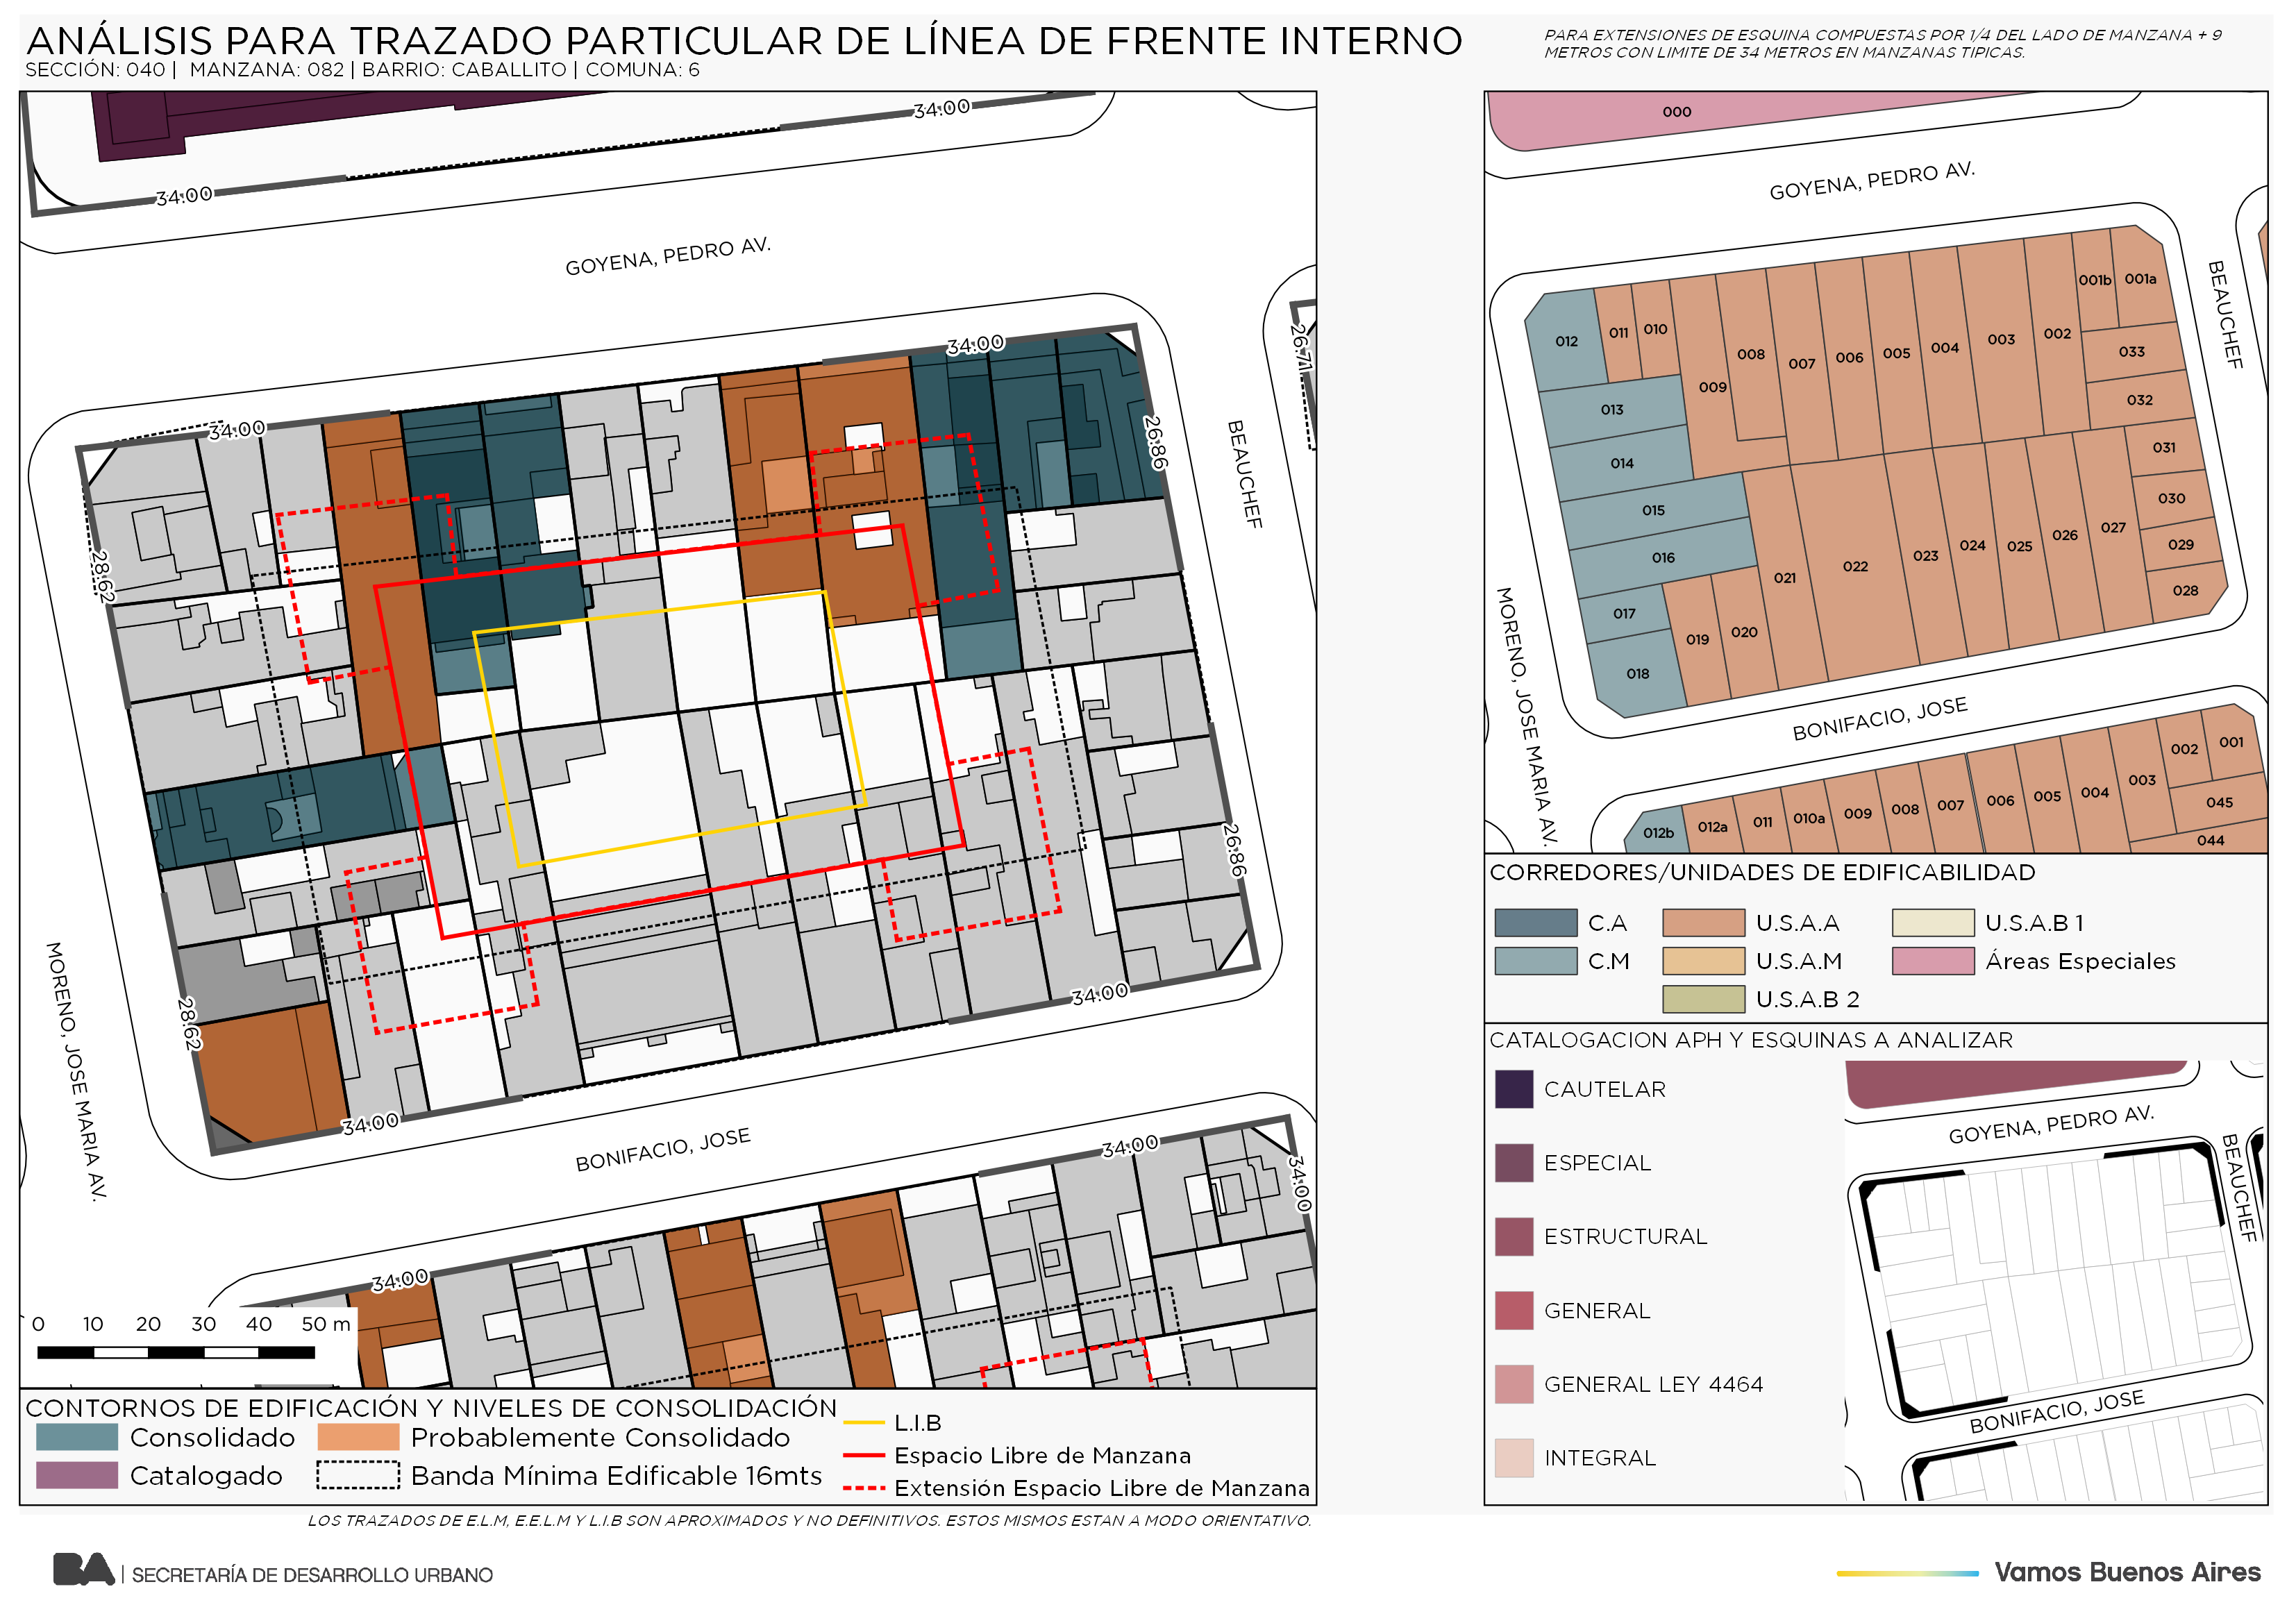 ANÁLISIS PARA TRAZADO PARTICULAR DE LÍNEA DE FRENTE INTERNO
SECCIÓN: 040 | MANZANA: 082 | BARRIO: CABALLITO | COMUNA: 6
PARA EXTENSIONES DE ESQUINA COMPUESTAS POR 1/4 DEL LADO DE MANZANA + 9
METROS CON LIMITE DE 34 METROS EN MANZANAS TIPICAS.
34.00
34.00
GOYENA, PEDRO AV.
34.00
34.00
26.71
26.86
BEAUCHEF
28.62
26.86
28.62
34.00
34.00
MORENO, JOSE MARIA AV.
BONIFACIO, JOSE
34.00
34.00
34.00
0 10 20 30 40 50 m
CONTORNOS DE EDIFICACIÓN Y NIVELES DE CONSOLIDACIÓN
Consolidado
Probablemente Consolidado
Catalogado
Banda Mínima Edificable 16mts
L.I.B
Espacio Libre de Manzana
Extensión Espacio Libre de Manzana
LOS TRAZADOS DE E.L.M, E.E.L.M Y L.I.B SON APROXIMADOS Y NO DEFINITIVOS. ESTOS MISMOS ESTAN A MODO ORIENTATIVO.
000
GOYENA, PEDRO AV.
BEAUCHEF
012
011
010
009
008
007
006
005
004
003
002
001b
001a
033
032
031
030
029
028
013
014
015
016
017
018
019
020
021
022
023
024
025
026
027
MORENO, JOSE MARIA AV.
BONIFACIO, JOSE
012b
012a
011
010a
009
008
007
006
005
004
003
002
001
045
044
CORREDORES/UNIDADES DE EDIFICABILIDAD
C.A
U.S.A.A
U.S.A.B 1
C.M
U.S.A.M
Áreas Especiales
U.S.A.B 2
CATALOGACION APH Y ESQUINAS A ANALIZAR
CAUTELAR
ESPECIAL
ESTRUCTURAL
GENERAL
GENERAL LEY 4464
INTEGRAL
GOYENA, PEDRO AV.
BEAUCHEF
BONIFACIO, JOSE
BA | SECRETARÍA DE DESARROLLO URBANO
Vamos Buenos Aires